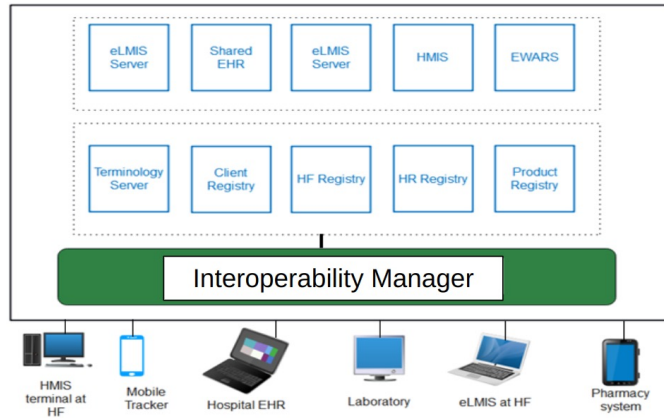 eLMIS
Server
Shared
EHR
eLMIS
Server
HMIS
EWARS
Terminology
Server
Client
Registry
HF Registry
HR Registry
Product
Registry
Interoperability Manager
HMIS
terminal at
HF
Mobile
Tracker
Hospital EHR
Laboratory
eLMIS at HF
Pharmacy
system